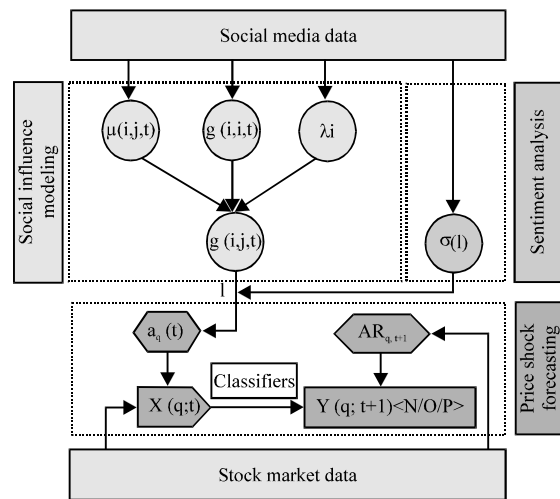 Social media data
Social influence
modeling
μ(i,j,t)
g (i,i,t)
λi
Sentiment analysis
g (i,j,t)
σ(l)
l
a_q (t)
AR_q, t+1
Price shock
forecasting
Classifiers
X (q;t)
Y (q; t+1)<N/O/P>
Stock market data